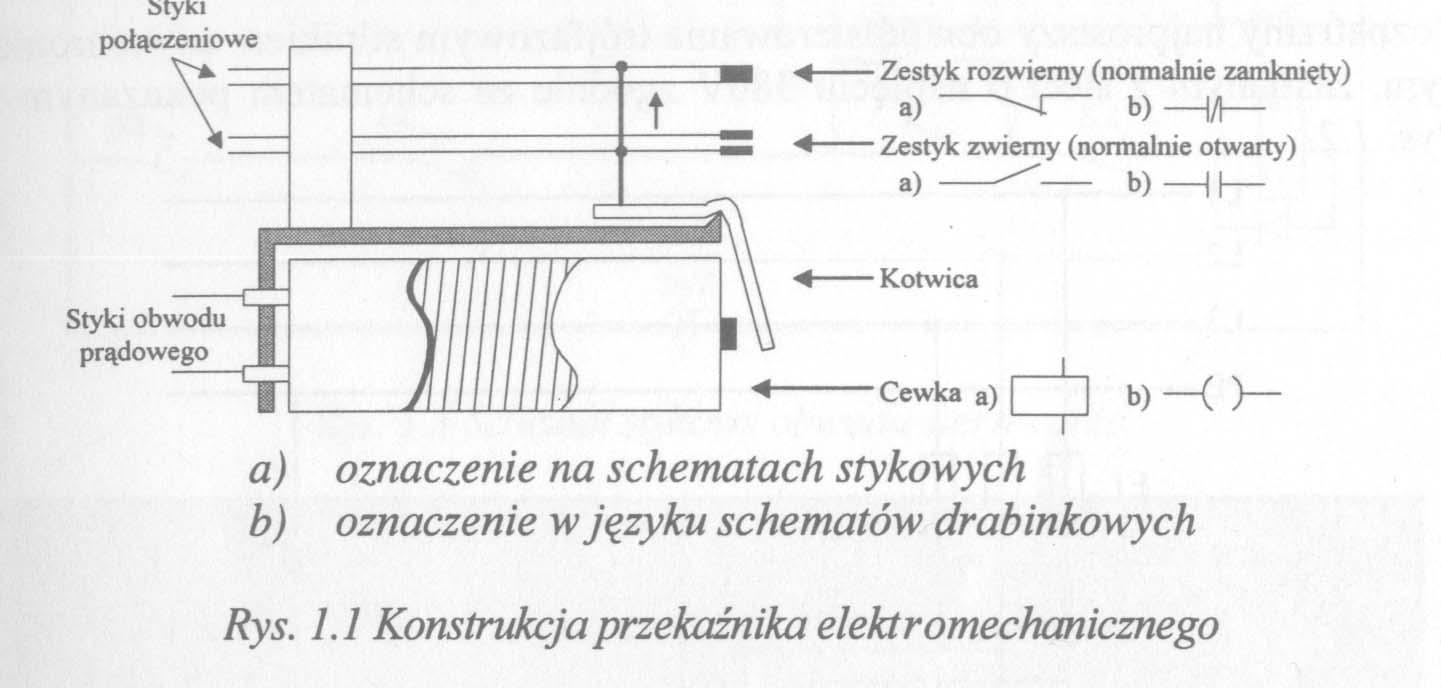 Styki
połączeniowe
Zestyk rozwierny (normalnie zamknięty)
a) b)
Zestyk zwierny (normalnie otwarty)
a) b)
Kotwica
Styki obwodu
prądowego
Cewka a) b)
a) oznaczenie na schematach stykowych
b) oznaczenie w języku schematów drabinkowych
Rys. 1.1 Konstrukcja przekaźnika elektromechanicznego